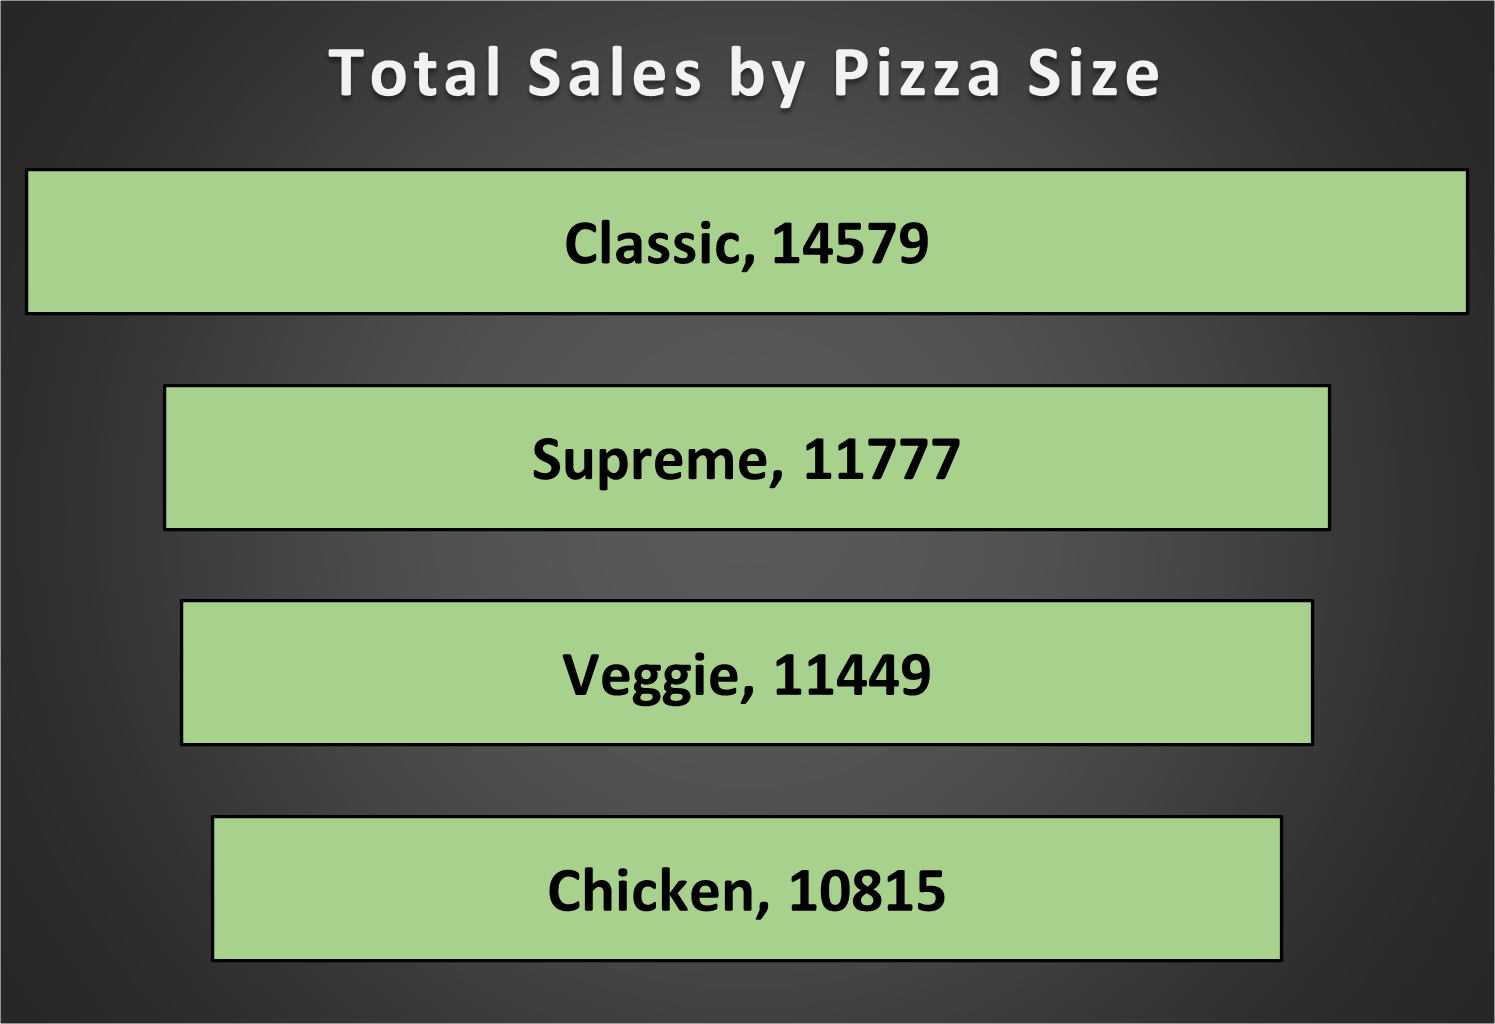 Total Sales by Pizza Size
Classic, 14579
Supreme, 11777
Veggie, 11449
Chicken, 10815